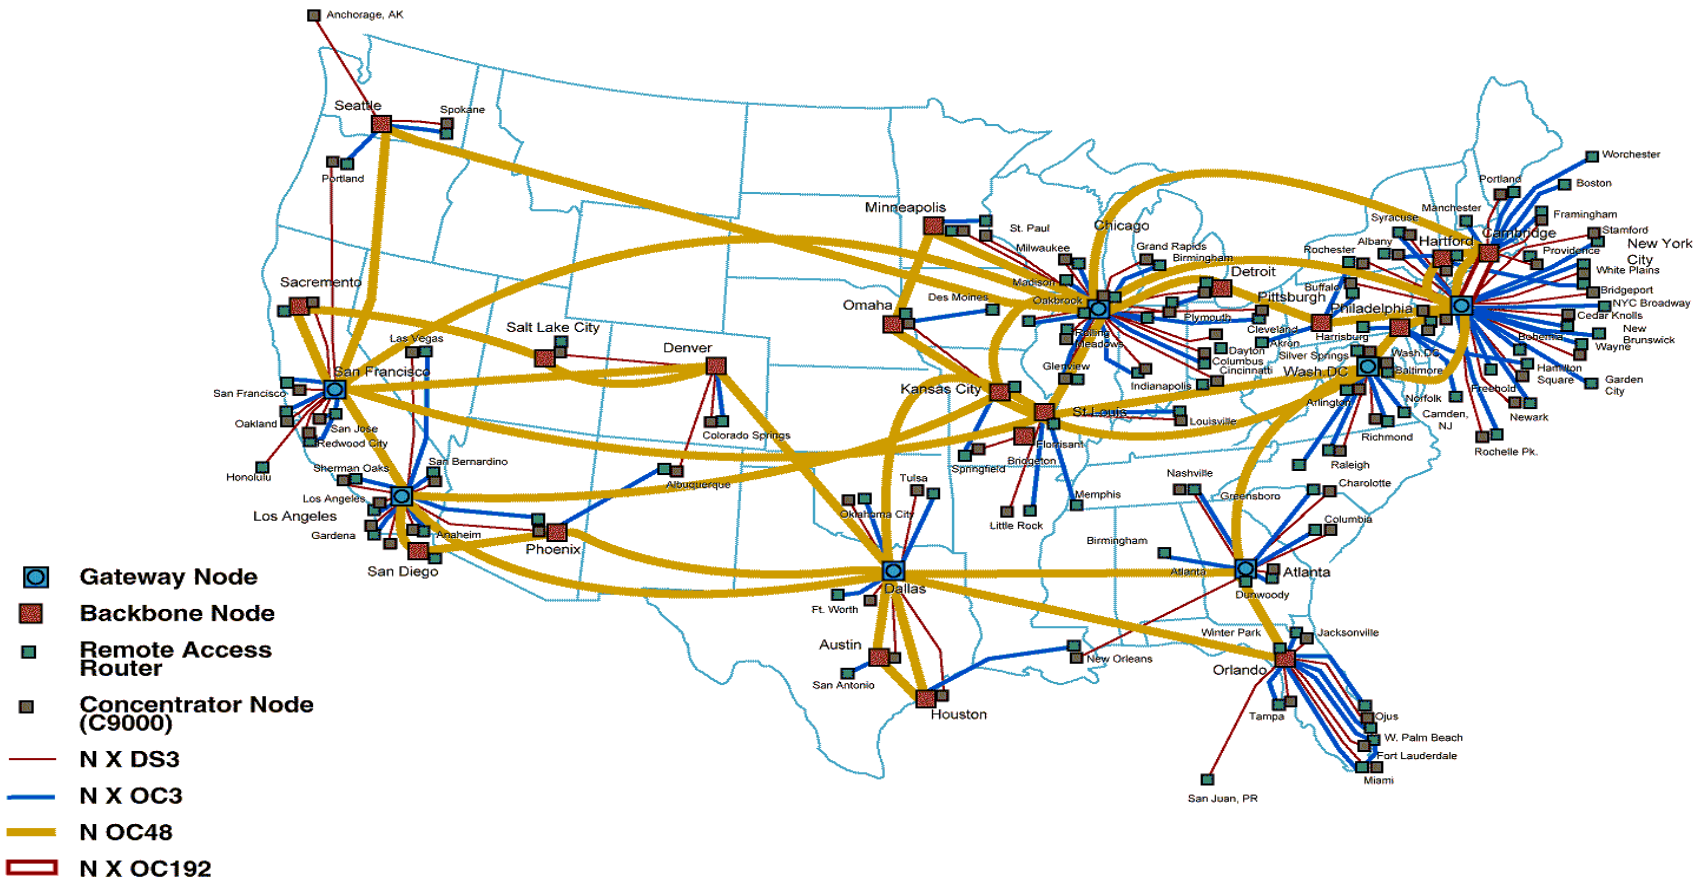 Anchorage, AK
Seattle
Spokane
Portland
Sacremento
Salt Lake City
Las Vegas
Denver
San Francisco
San Francisco
Oakland
San Jose
Redwood City
Honolulu
Colorado Springs
Sherman Oaks
San Bernardino
Los Angeles
Los Angeles
Gardena
Anaheim
San Diego
Phoenix
Albuquerque
Minneapolis
St. Paul
Milwaukee
Madison
Oakbrook
Chicago
Grand Rapids
Birmingham
Detroit
Omaha
Des Moines
Rolling
Meadows
Glenview
Plymouth
Cleveland
Akron
Dayton
Columbus
Cincinnatti
Indianapolis
Kansas City
St Louis
Louisville
Florrisant
Bridgeton
Springfield
Little Rock
Memphis
Tulsa
Oklahoma City
Dallas
Ft. Worth
Austin
San Antonio
Houston
New Orleans
Nashville
Greensboro
Charolotte
Columbia
Birmingham
Atlanta
Atlanta
Dunwoody
Winter Park
Jacksonville
Orlando
Tampa
Ojus
W. Palm Beach
Fort Lauderdale
Miami
San Juan, PR
Pittsburgh
Buffalo
Rochester
Albany
Syracuse
Manchester
Portland
Hartford
Cambridge
Worchester
Boston
Framingham
Stamford
Providence
New York
City
White Plains
Bridgeport
NYC Broadway
Cedar Knolls
New
Brunswick
Bohemia
Wayne
Hamilton
Square
Garden
City
Freehold
Newark
Rochelle Pk.
Philadelphia
Harrisburg
Silver Springs
Wash.DC
Wash.DC
Baltimore
Arlington
Norfolk
Camden,
NJ
Richmond
Raleigh
Gateway Node
Backbone Node
Remote Access
Router
Concentrator Node
(C9000)
N X DS3
N X OC3
N OC48
N X OC192